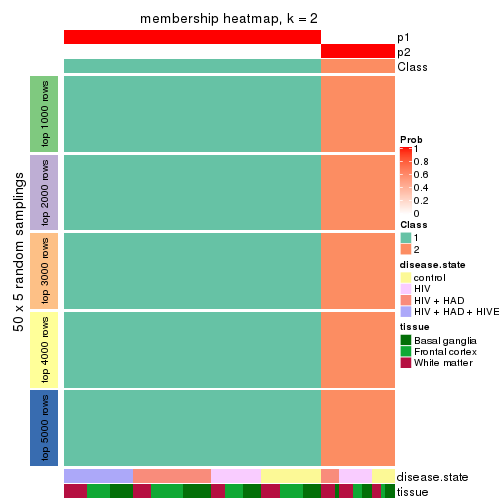 membership heatmap, k = 2
p1
p2
Class
50 x 5 random samplings
top 1000 rows
top 2000 rows
top 3000 rows
top 4000 rows
top 5000 rows
Prob
1
0.8
0.6
0.4
0.2
0
Class
1
2
disease.state
control
HIV
HIV + HAD
HIV + HAD + HIVE
tissue
Basal ganglia
Frontal cortex
White matter
disease.state
tissue